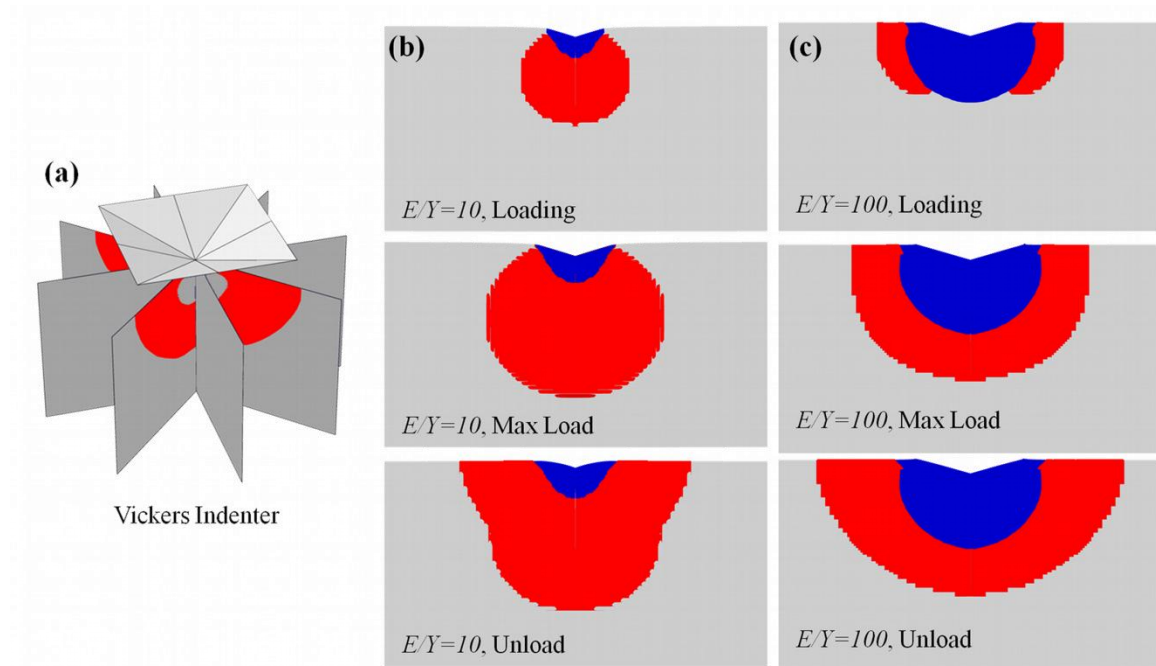 (a)
Vickers Indenter
(b)
E/Y=10, Loading
E/Y=10, Max Load
E/Y=10, Unload
(c)
E/Y=100, Loading
E/Y=100, Max Load
E/Y=100, Unload